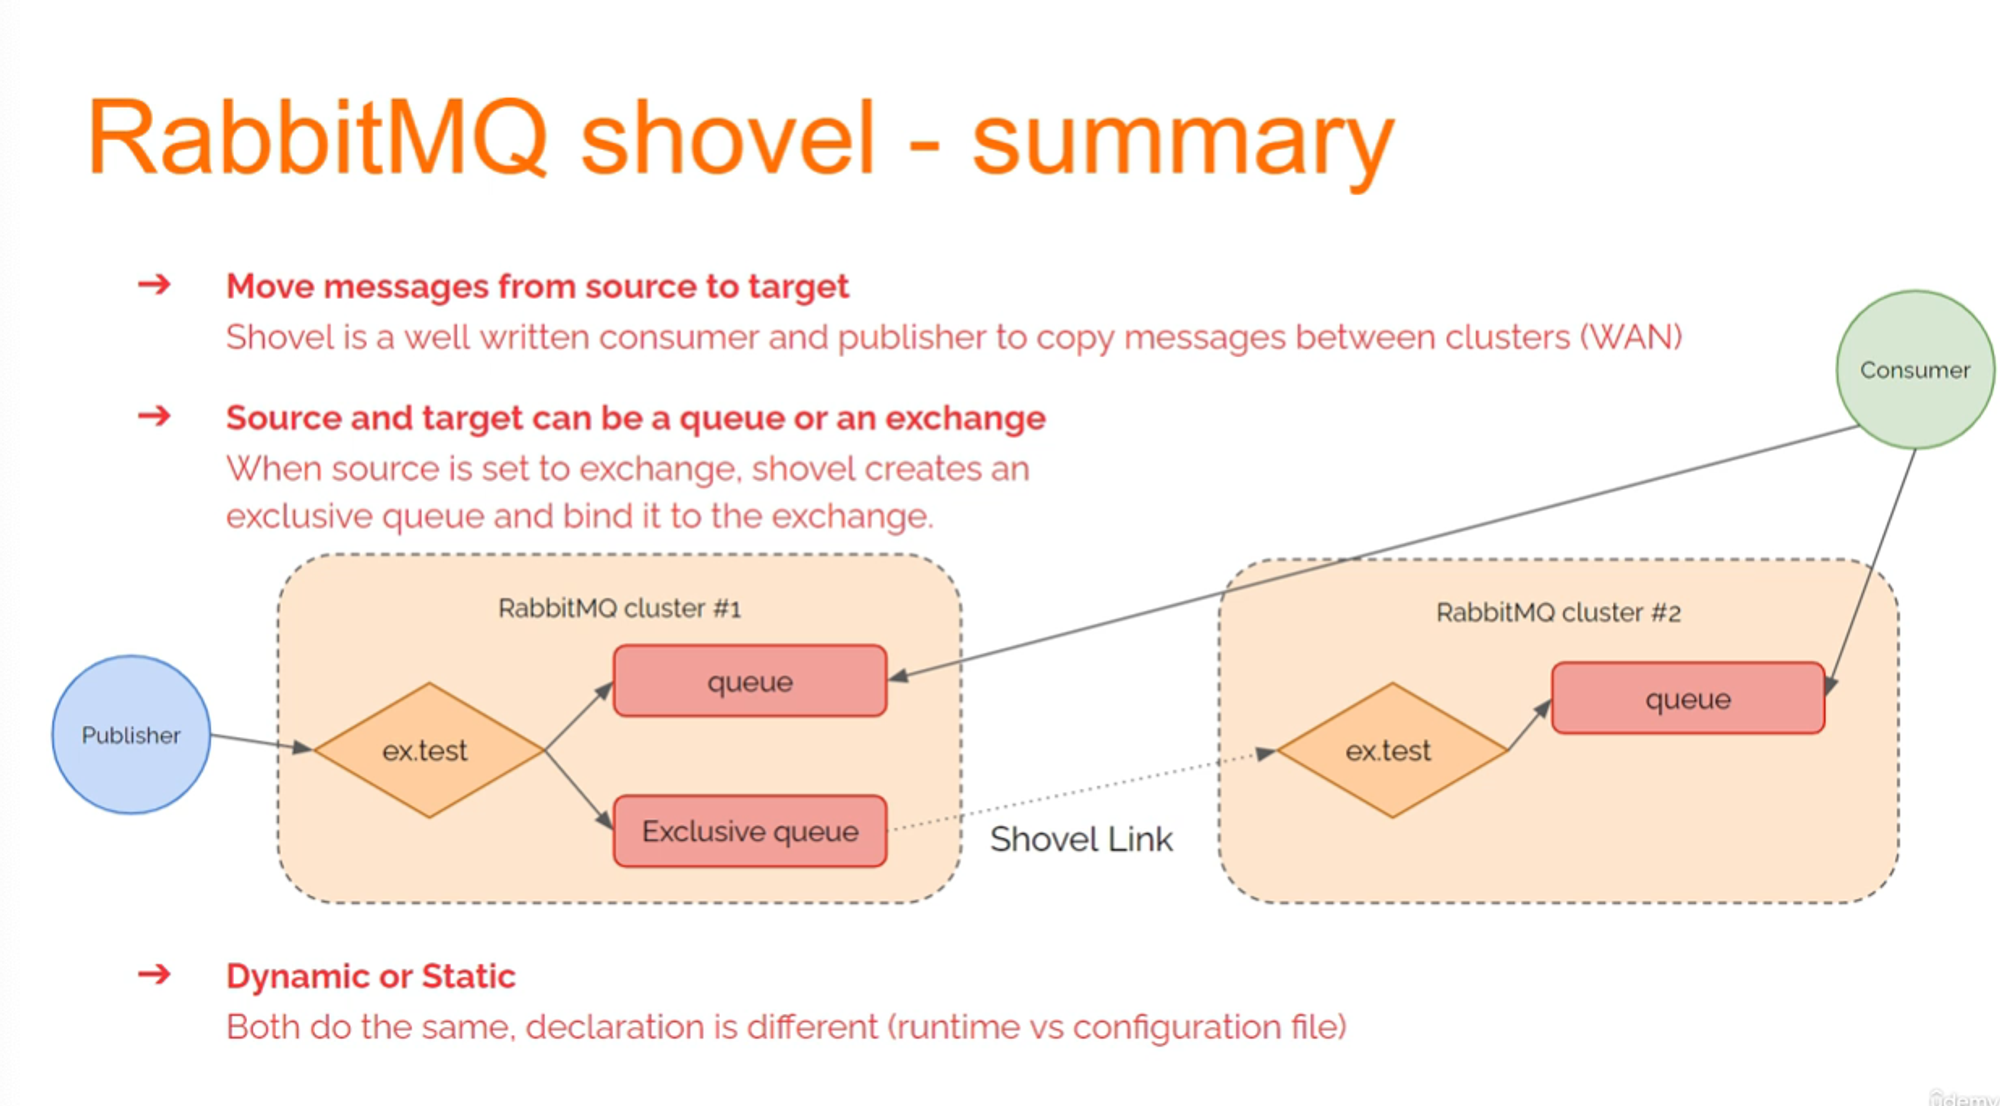 RabbitMQ shovel - summary
➔ Move messages from source to target
Shovel is a well written consumer and publisher to copy messages between clusters (WAN)
➔ Source and target can be a queue or an exchange
When source is set to exchange, shovel creates an
exclusive queue and bind it to the exchange.
Consumer
RabbitMQ cluster #1
queue
Publisher
ex.test
Exclusive queue
Shovel Link
RabbitMQ cluster #2
queue
ex.test
➔ Dynamic or Static
Both do the same, declaration is different (runtime vs configuration file)
ûdemy